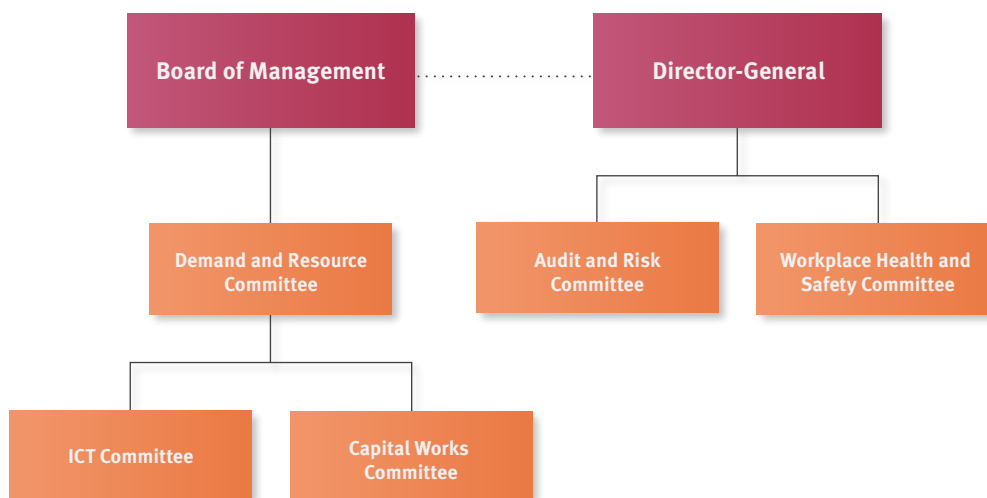 Board of Management
Director-General
Demand and Resource
Committee
Audit and Risk
Committee
Workplace Health and
Safety Committee
ICT Committee
Capital Works
Committee